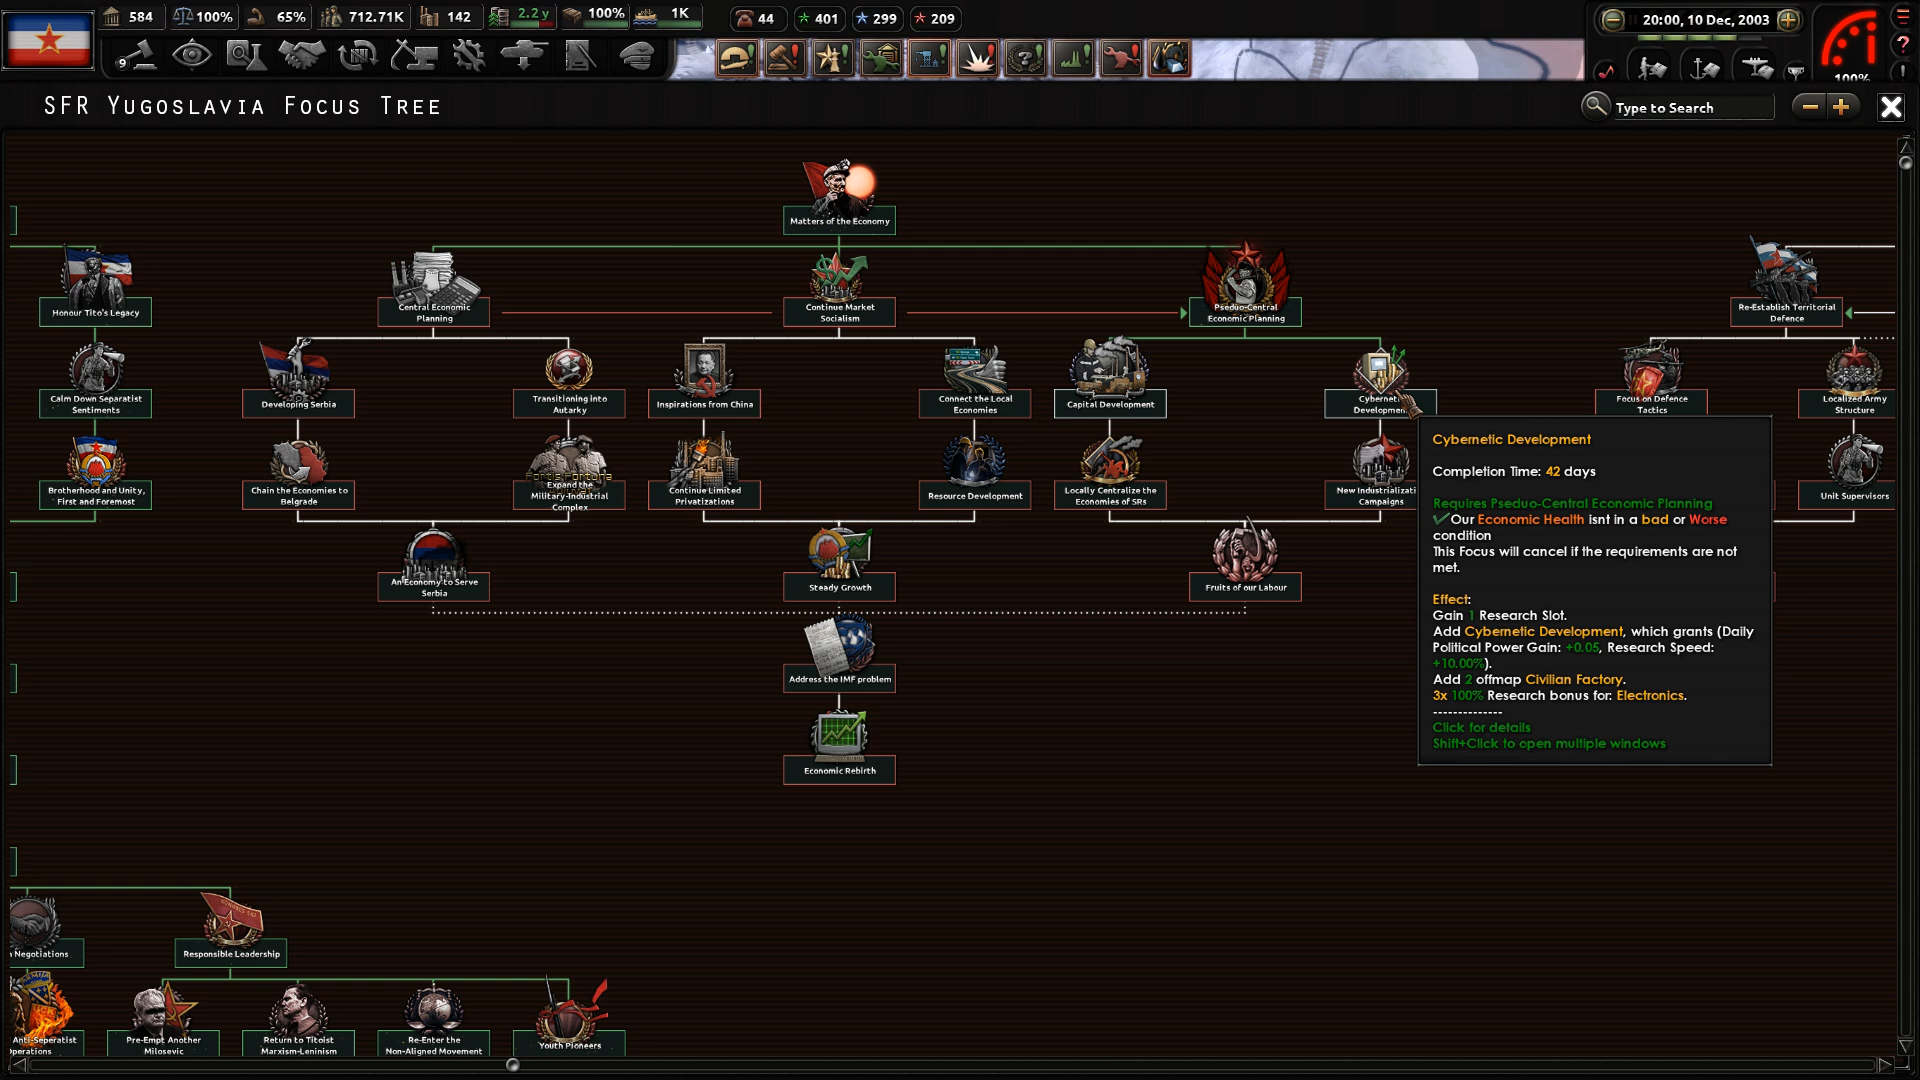 584
100%
65%
712.71K
142
2.2 y
100%
1K
44
401
299
209
20:00, 10 Dec, 2003
9
100%
SFR Yugoslavia Focus Tree
Type to Search
Matters of the Economy
Honour Tito's Legacy
Central Economic
Planning
Continue Market
Socialism
Pseduo-Central
Economic Planning
Re-Establish Territorial
Defence
Calm Down Separatist
Sentiments
Developing Serbia
Transitioning into
Autarky
Inspirations from China
Connect the Local
Economies
Capital Development
Cyberneti
Developmen
Focus on Defence
Tactics
Localized Army
Structure
Brotherhood and Unity,
First and Foremost
Chain the Economies to
Belgrade
Expand the
Military-Industrial
Complex
Continue Limited
Privatizations
Resource Development
Locally Centralize the
Economies of SRs
New Industrializati
Campaigns
Unit Supervisors
An Economy to Serve
Serbia
Steady Growth
Fruits of our Labour
Address the IMF problem
Economic Rebirth
Cybernetic Development
Completion Time: 42 days
Requires Pseduo-Central Economic Planning
Our Economic Health isnt in a bad or Worse
condition
This Focus will cancel if the requirements are not
met.
Effect:
Gain 1 Research Slot.
Add Cybernetic Development, which grants (Daily
Political Power Gain: +0.05, Research Speed:
+10.00%).
Add 2 offmap Civilian Factory.
3x 100% Research bonus for: Electronics.
--------------
Click for details
Shift+Click to open multiple windows
Negotiations
Responsible Leadership
Anti-Seperatist
Operations
Pre-Empt Another
Milosevic
Return to Titoist
Marxism-Leninism
Re-Enter the
Non-Aligned Movement
Youth Pioneers